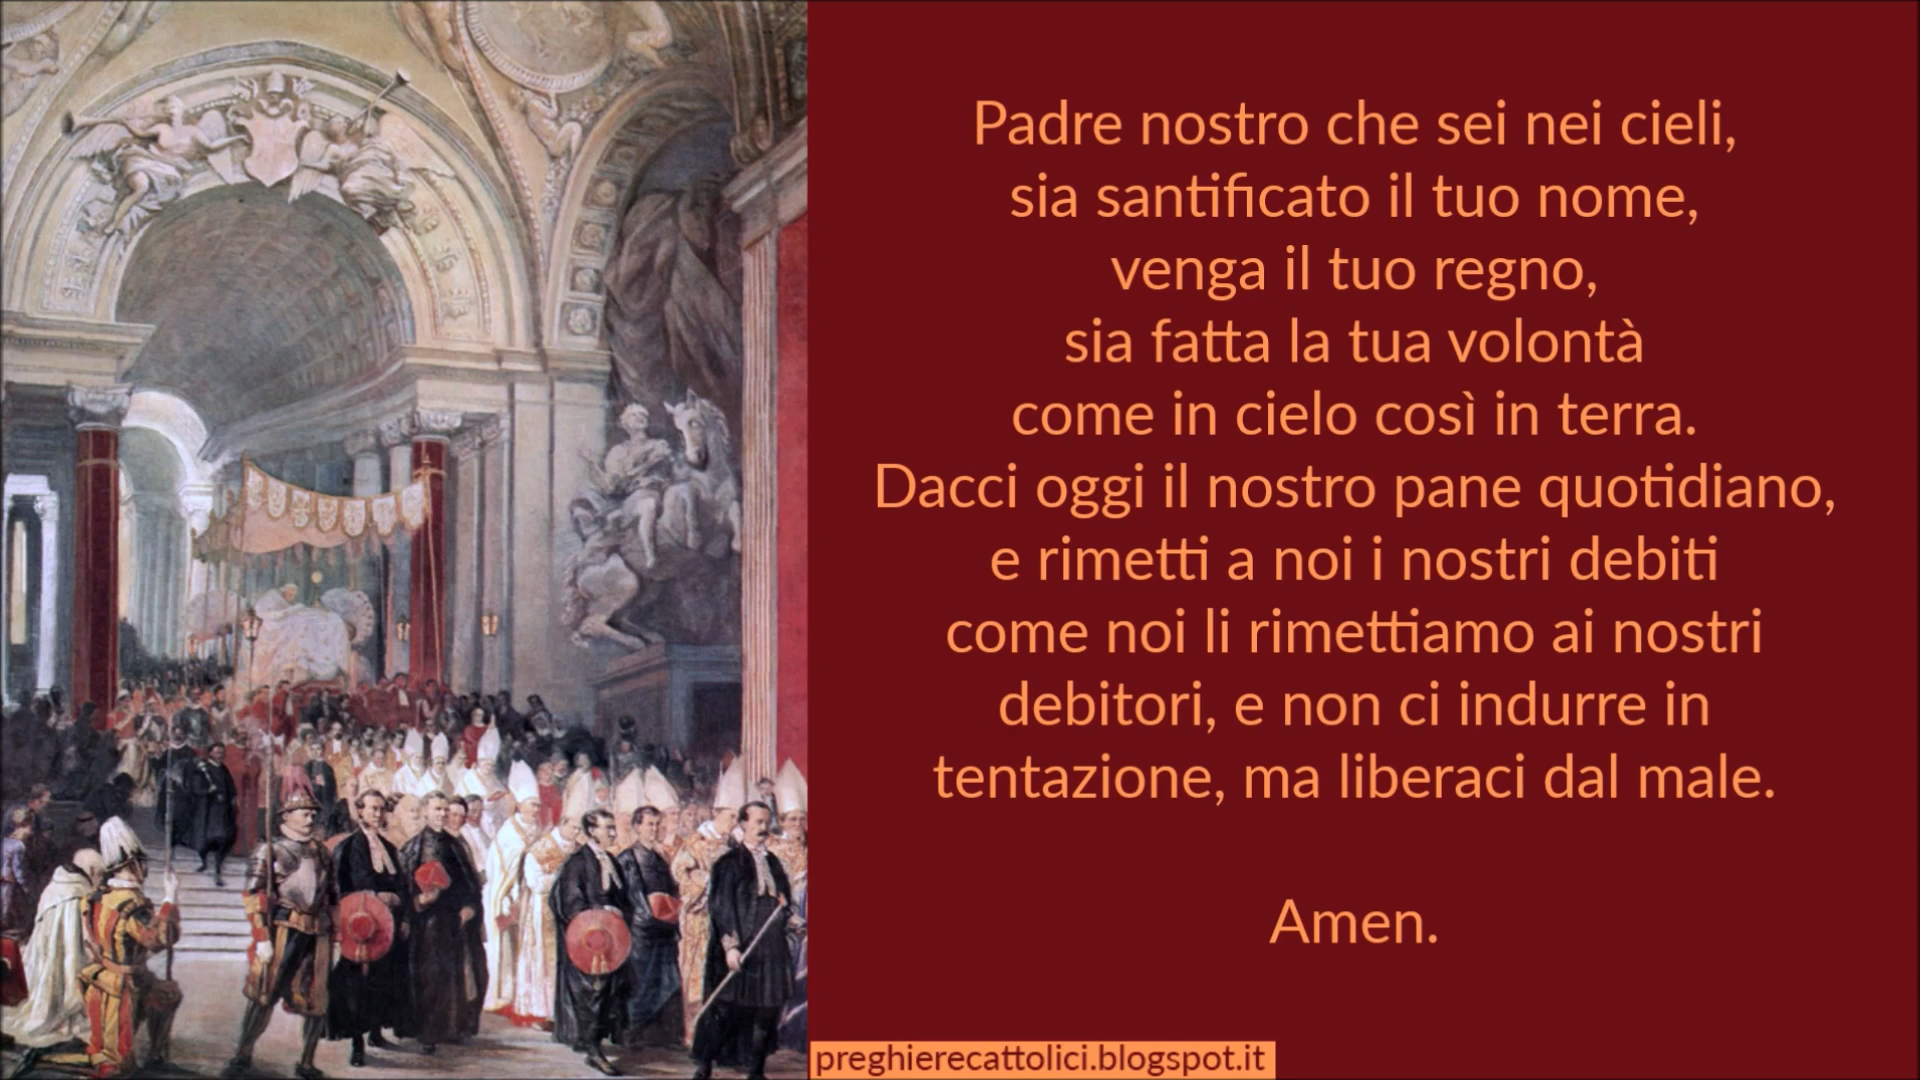 Padre nostro che sei nei cieli,
sia santificato il tuo nome,
venga il tuo regno,
sia fatta la tua volontà
come in cielo così in terra.
Dacci oggi il nostro pane quotidiano,
e rimetti a noi i nostri debiti
come noi li rimettiamo ai nostri
debitori, e non ci indurre in
tentazione, ma liberaci dal male.
Amen.
preghierecattolici.blogspot.it